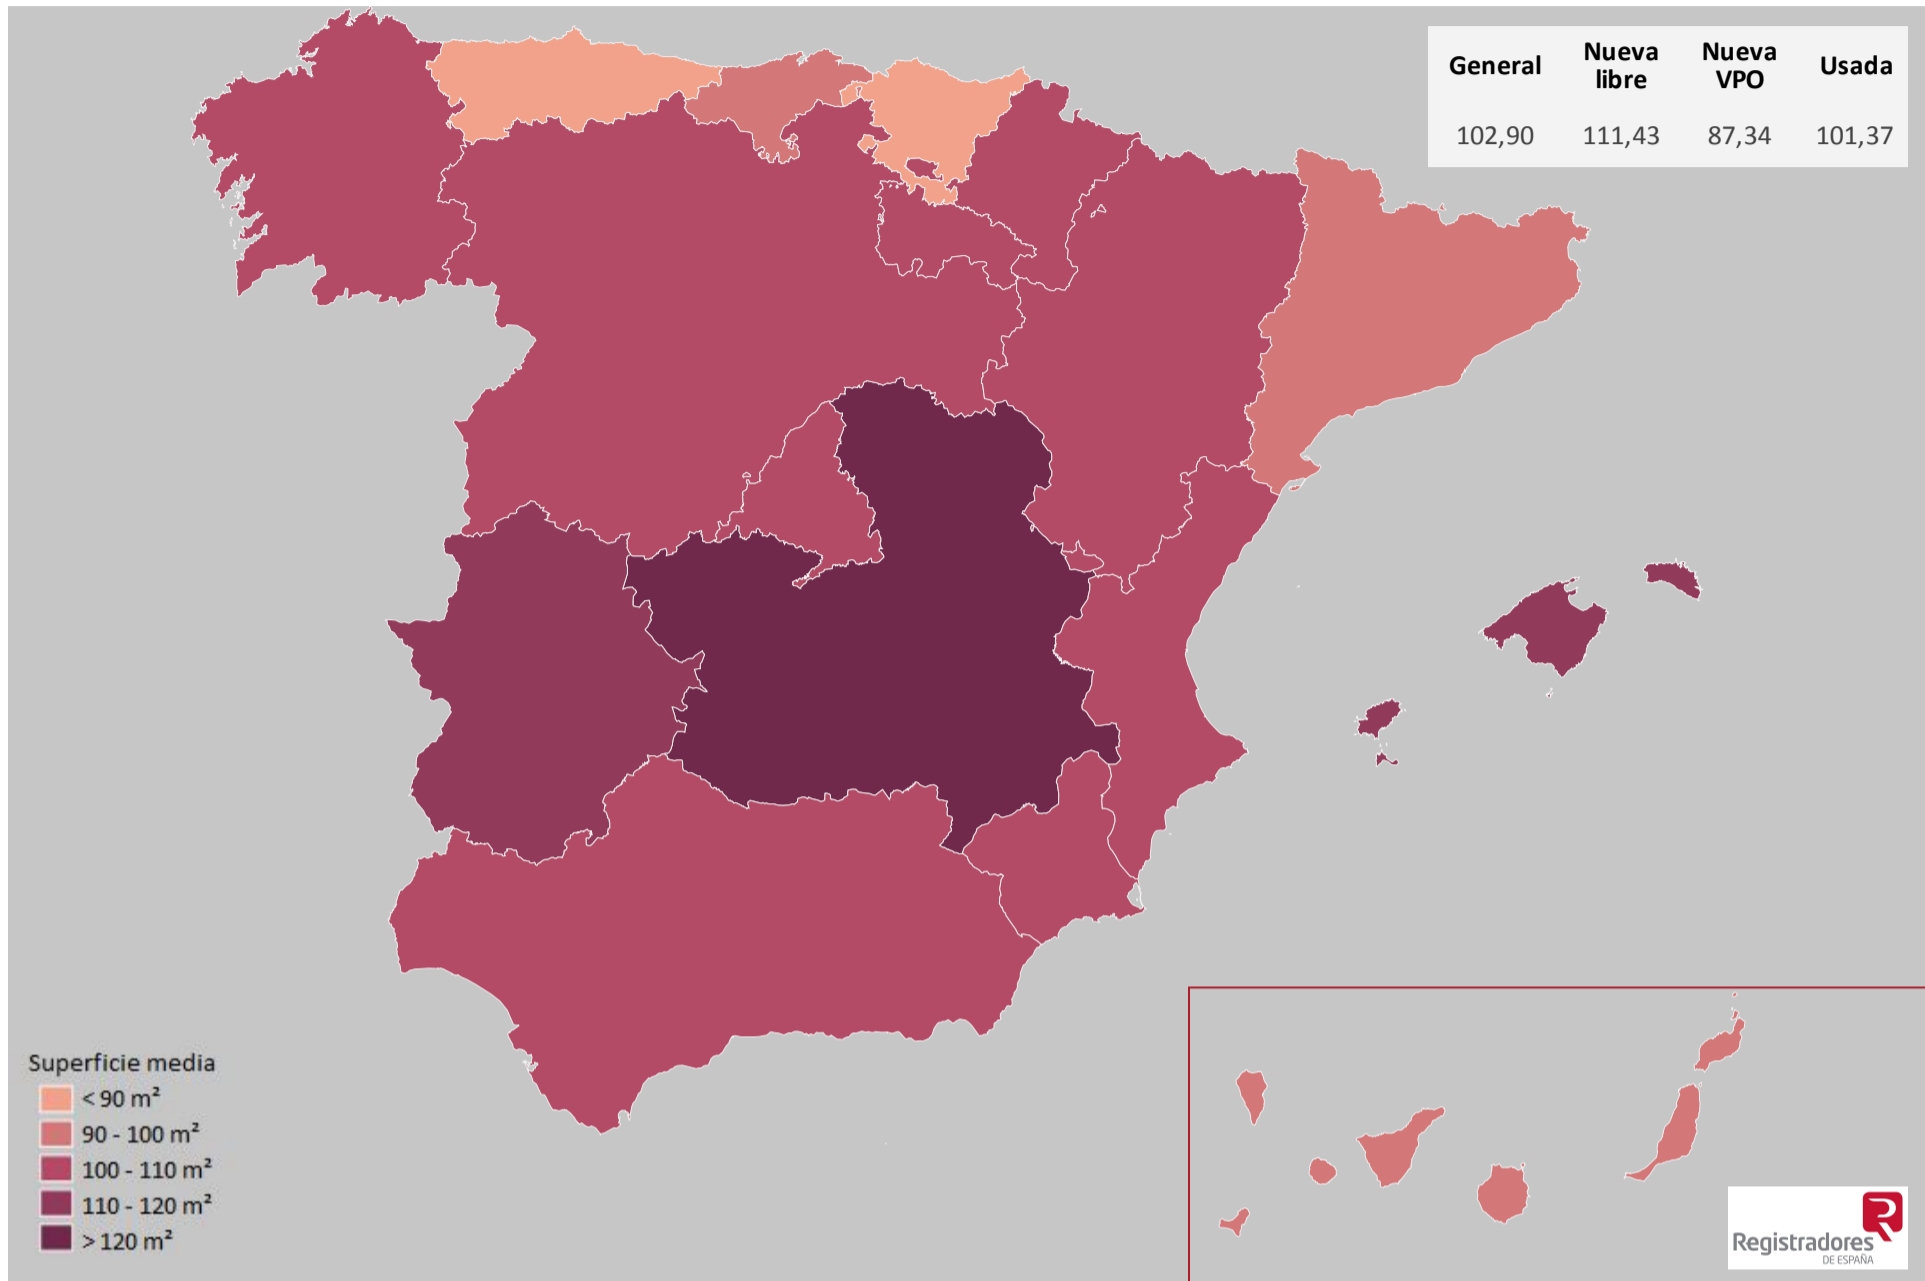 General Nueva libre Nueva VPO Usada
102,90 111,43 87,34 101,37
Superficie media
< 90 m²
90 - 100 m²
100 - 110 m²
110 - 120 m²
> 120 m²
Registradores
DE ESPAÑA